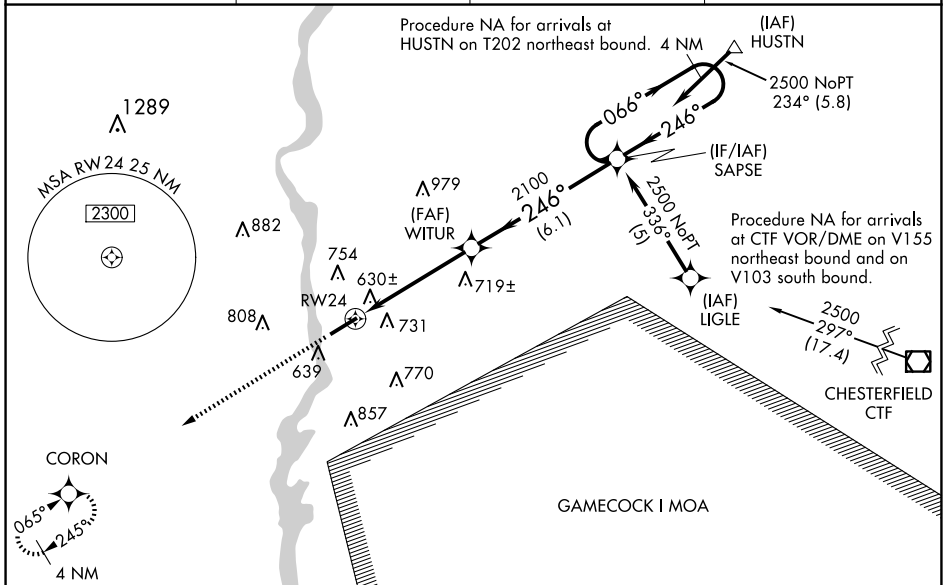 Procedure NA for arrivals at
HUSTN on T202 northeast bound.
4 NM
(IAF)
HUSTN
2500 NoPT
234° (5.8)
1289
MSA RW 24 25 NM
2300
066°
246°
(IF/IAF)
SAPSE
979
2100
246°
(6.1)
2500 NoPT
336°
(5)
(FAF)
WITUR
882
Procedure NA for arrivals
at CTF VOR/DME on V155
northeast bound and on
V103 south bound.
754
630±
719±
RW24
808
731
(IAF)
LIGLE
2500
297°
(17.4)
639
770
857
CHESTERFIELD
CTF
CORON
065°
245°
4 NM
GAMECOCK I MOA